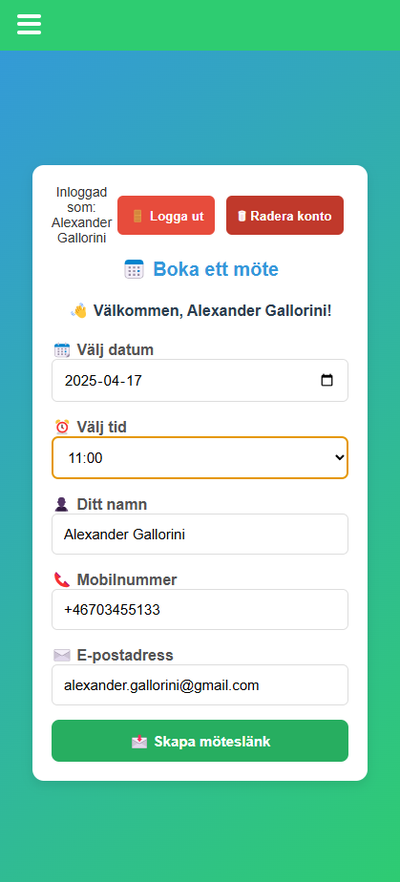 Inloggad
som:
Alexander
Gallorini
Logga ut
Radera konto
Boka ett möte
Välkommen, Alexander Gallorini!
Välj datum
2025-04-17
Välj tid
11:00
Ditt namn
Alexander Gallorini
Mobilnummer
+46703455133
E-postadress
alexander.gallorini@gmail.com
Skapa möteslänk